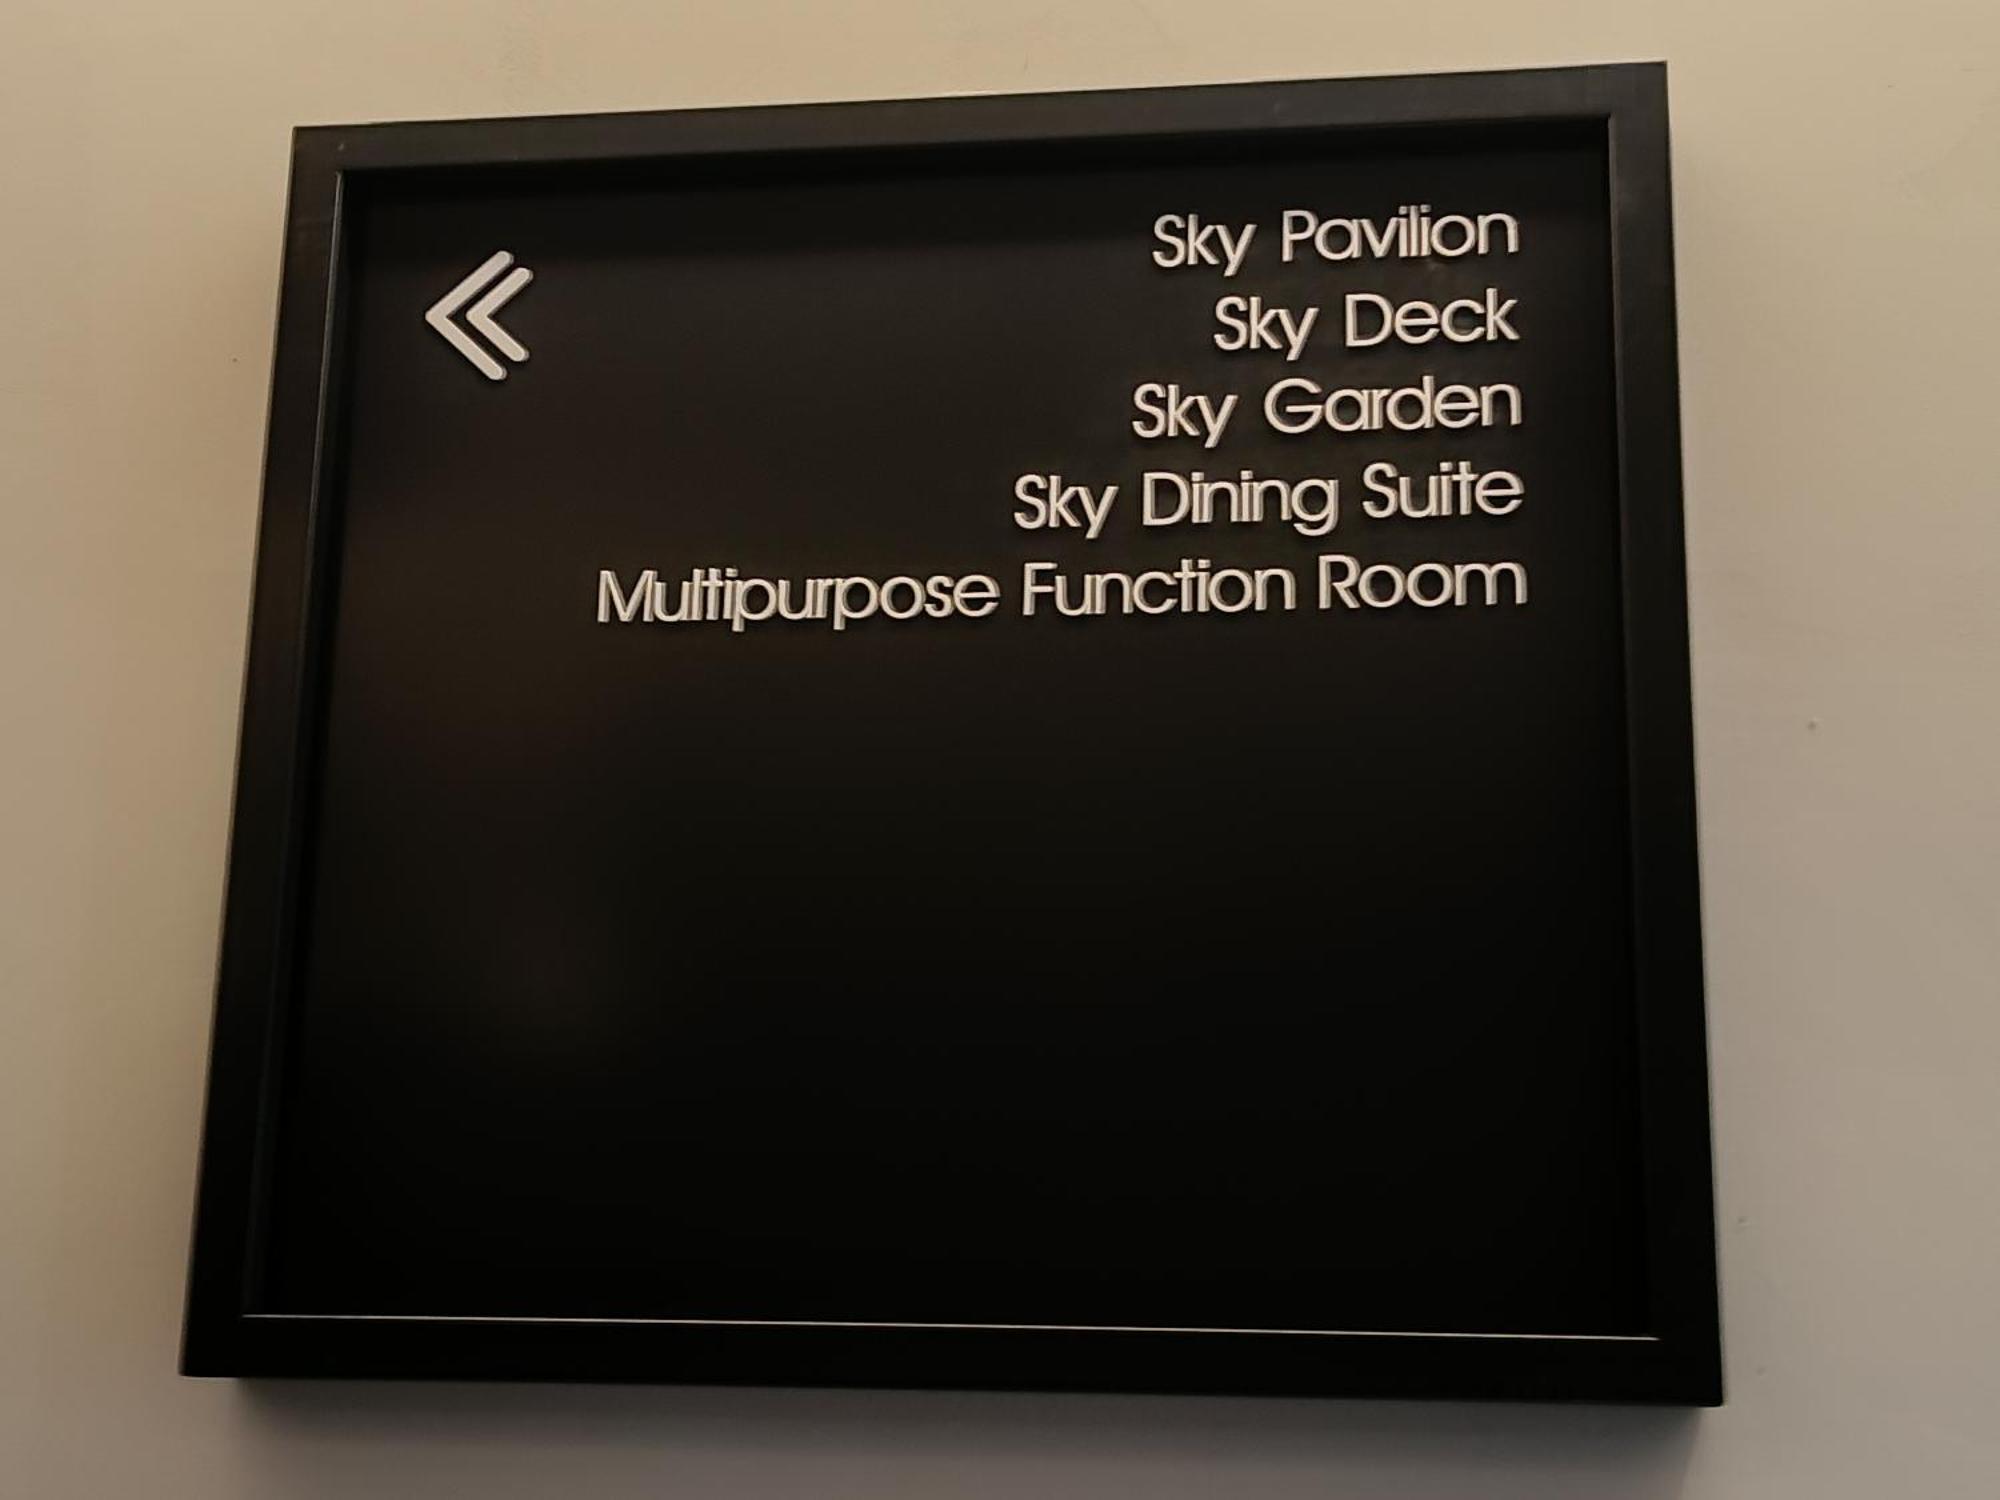 Sky Pavilion
Sky Deck
Sky Garden
Sky Dining Suite
Multipurpose Function Room